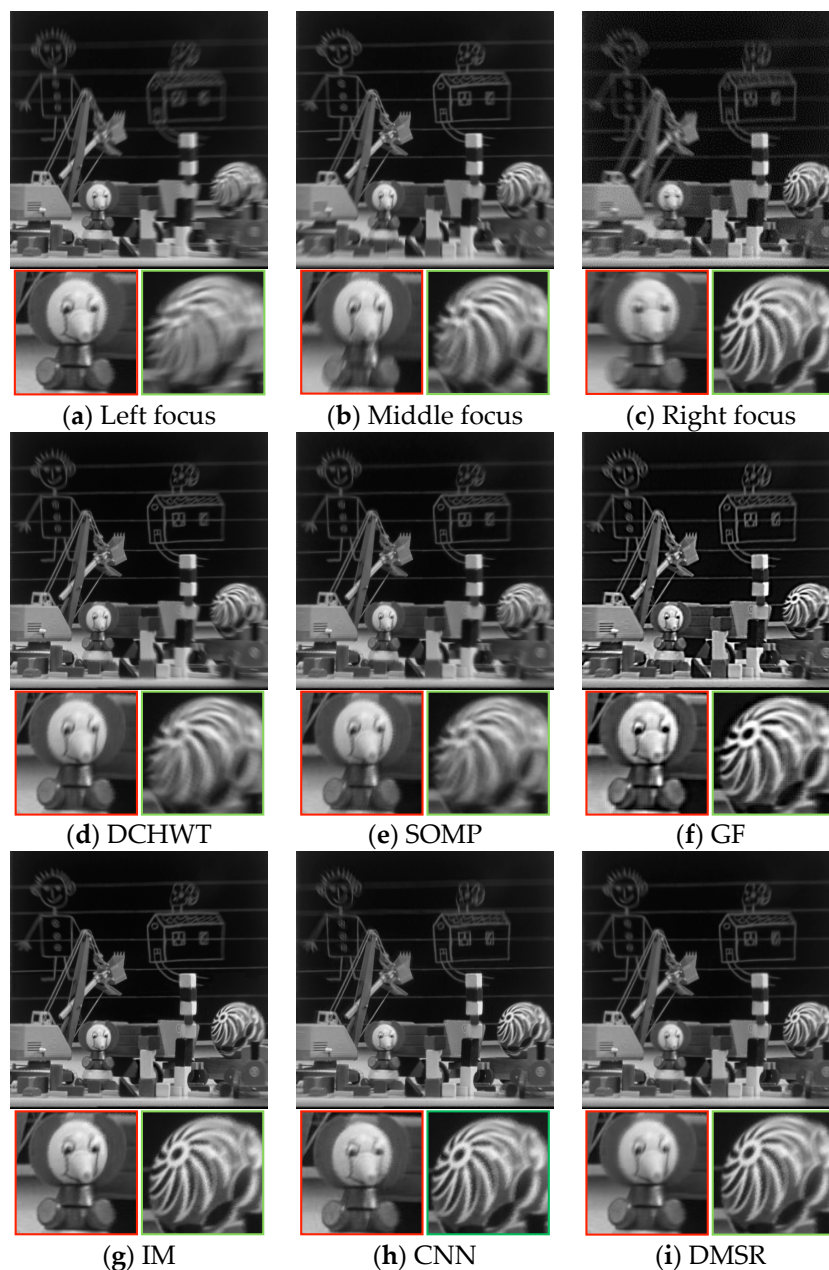 (a) Left focus
(b) Middle focus
(c) Right focus
(d) DCHWT
(e) SOMP
(f) GF
(g) IM
(h) CNN
(i) DMSR